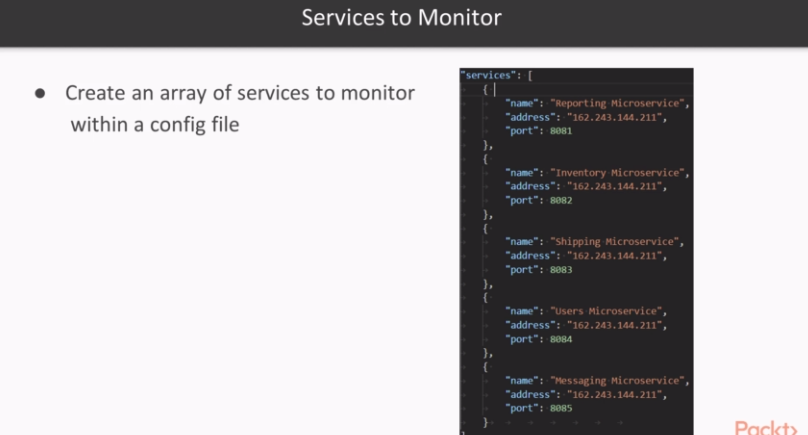 Services to Monitor
● Create an array of services to monitor
within a config file
"services": [
{
"name": "Reporting Microservice",
"address": "162.243.144.211",
"port": 8081
},
{
"name": "Inventory Microservice",
"address": "162.243.144.211",
"port": 8082
},
{
"name": "Shipping Microservice",
"address": "162.243.144.211",
"port": 8083
},
{
"name": "Users Microservice",
"address": "162.243.144.211",
"port": 8084
},
{
"name": "Messaging Microservice",
"address": "162.243.144.211",
"port": 8085
}
Packt>